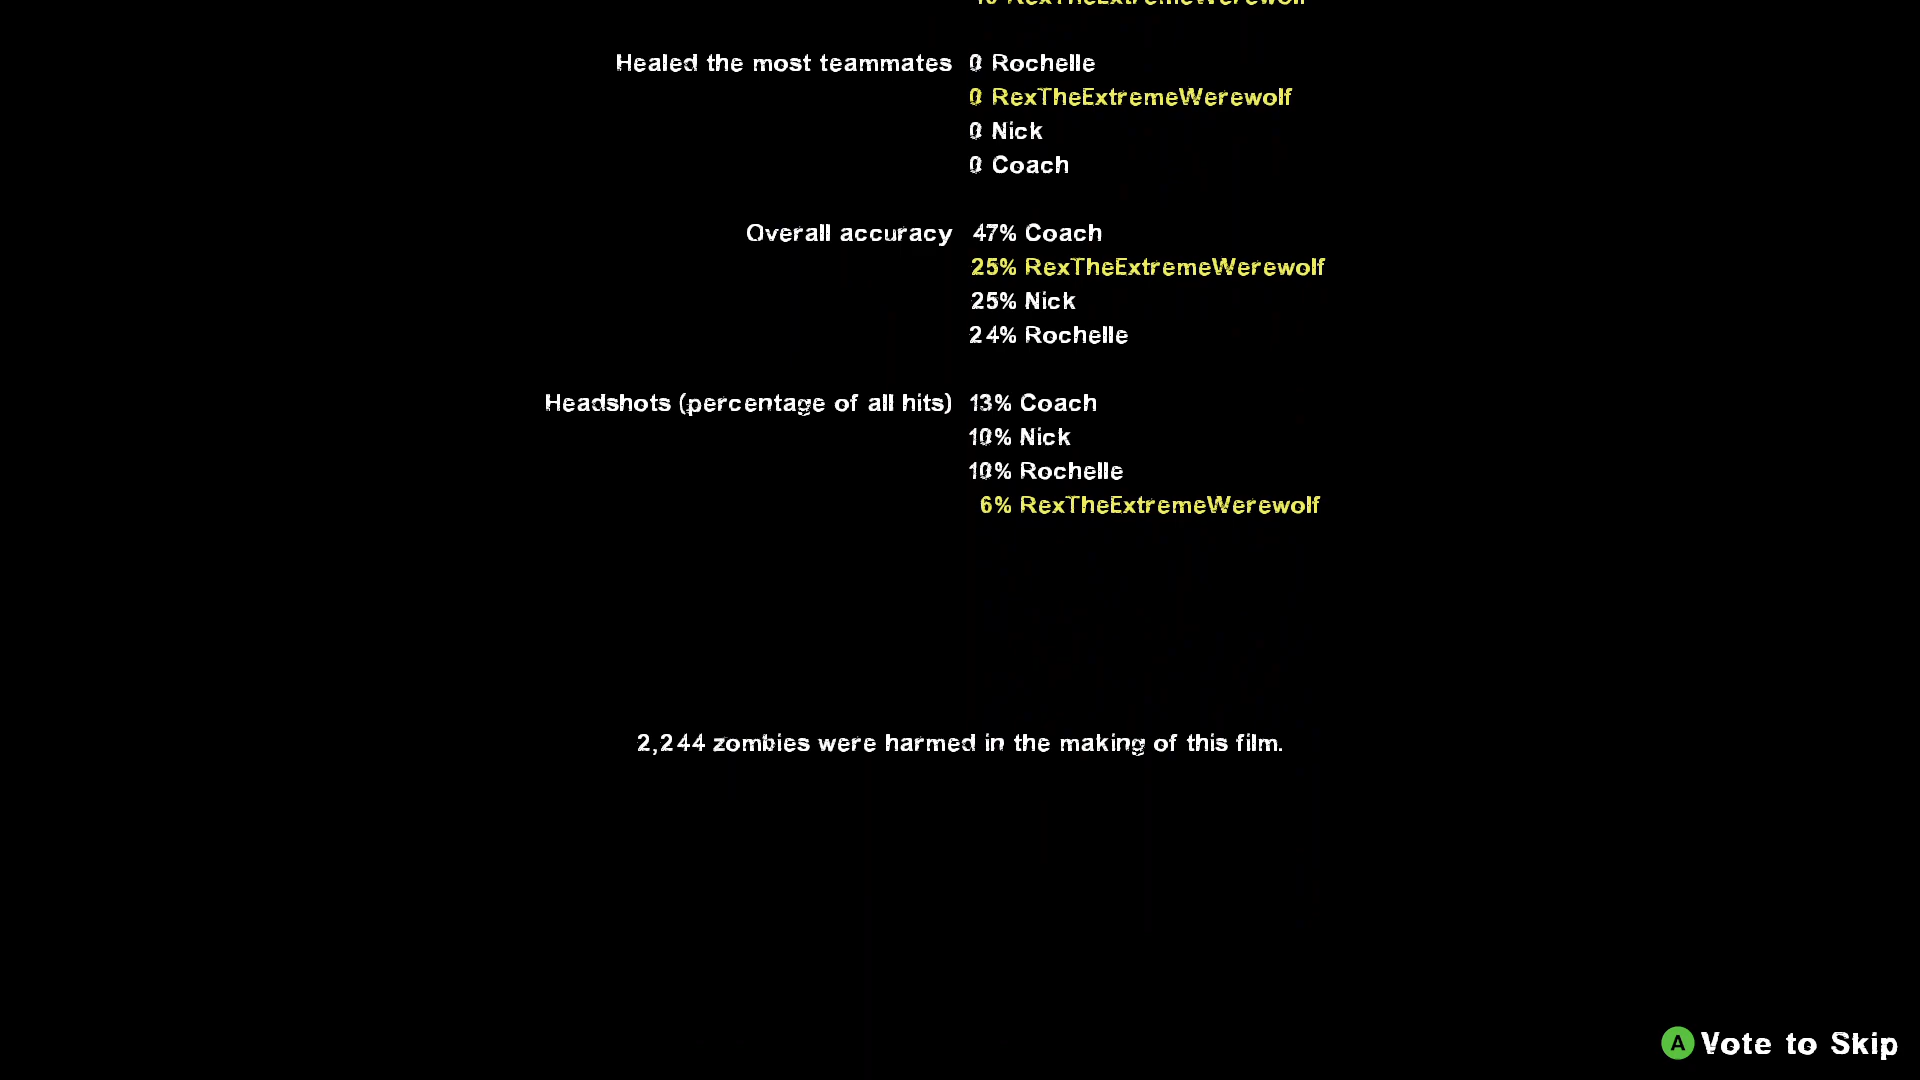 RexTheExtremeWerewolf
Healed the most teammates 0 Rochelle
0 RexTheExtremeWerewolf
0 Nick
0 Coach
Overall accuracy 47% Coach
25% RexTheExtremeWerewolf
25% Nick
24% Rochelle
Headshots (percentage of all hits) 13% Coach
10% Nick
10% Rochelle
6% RexTheExtremeWerewolf
2,244 zombies were harmed in the making of this film.
A Vote to Skip